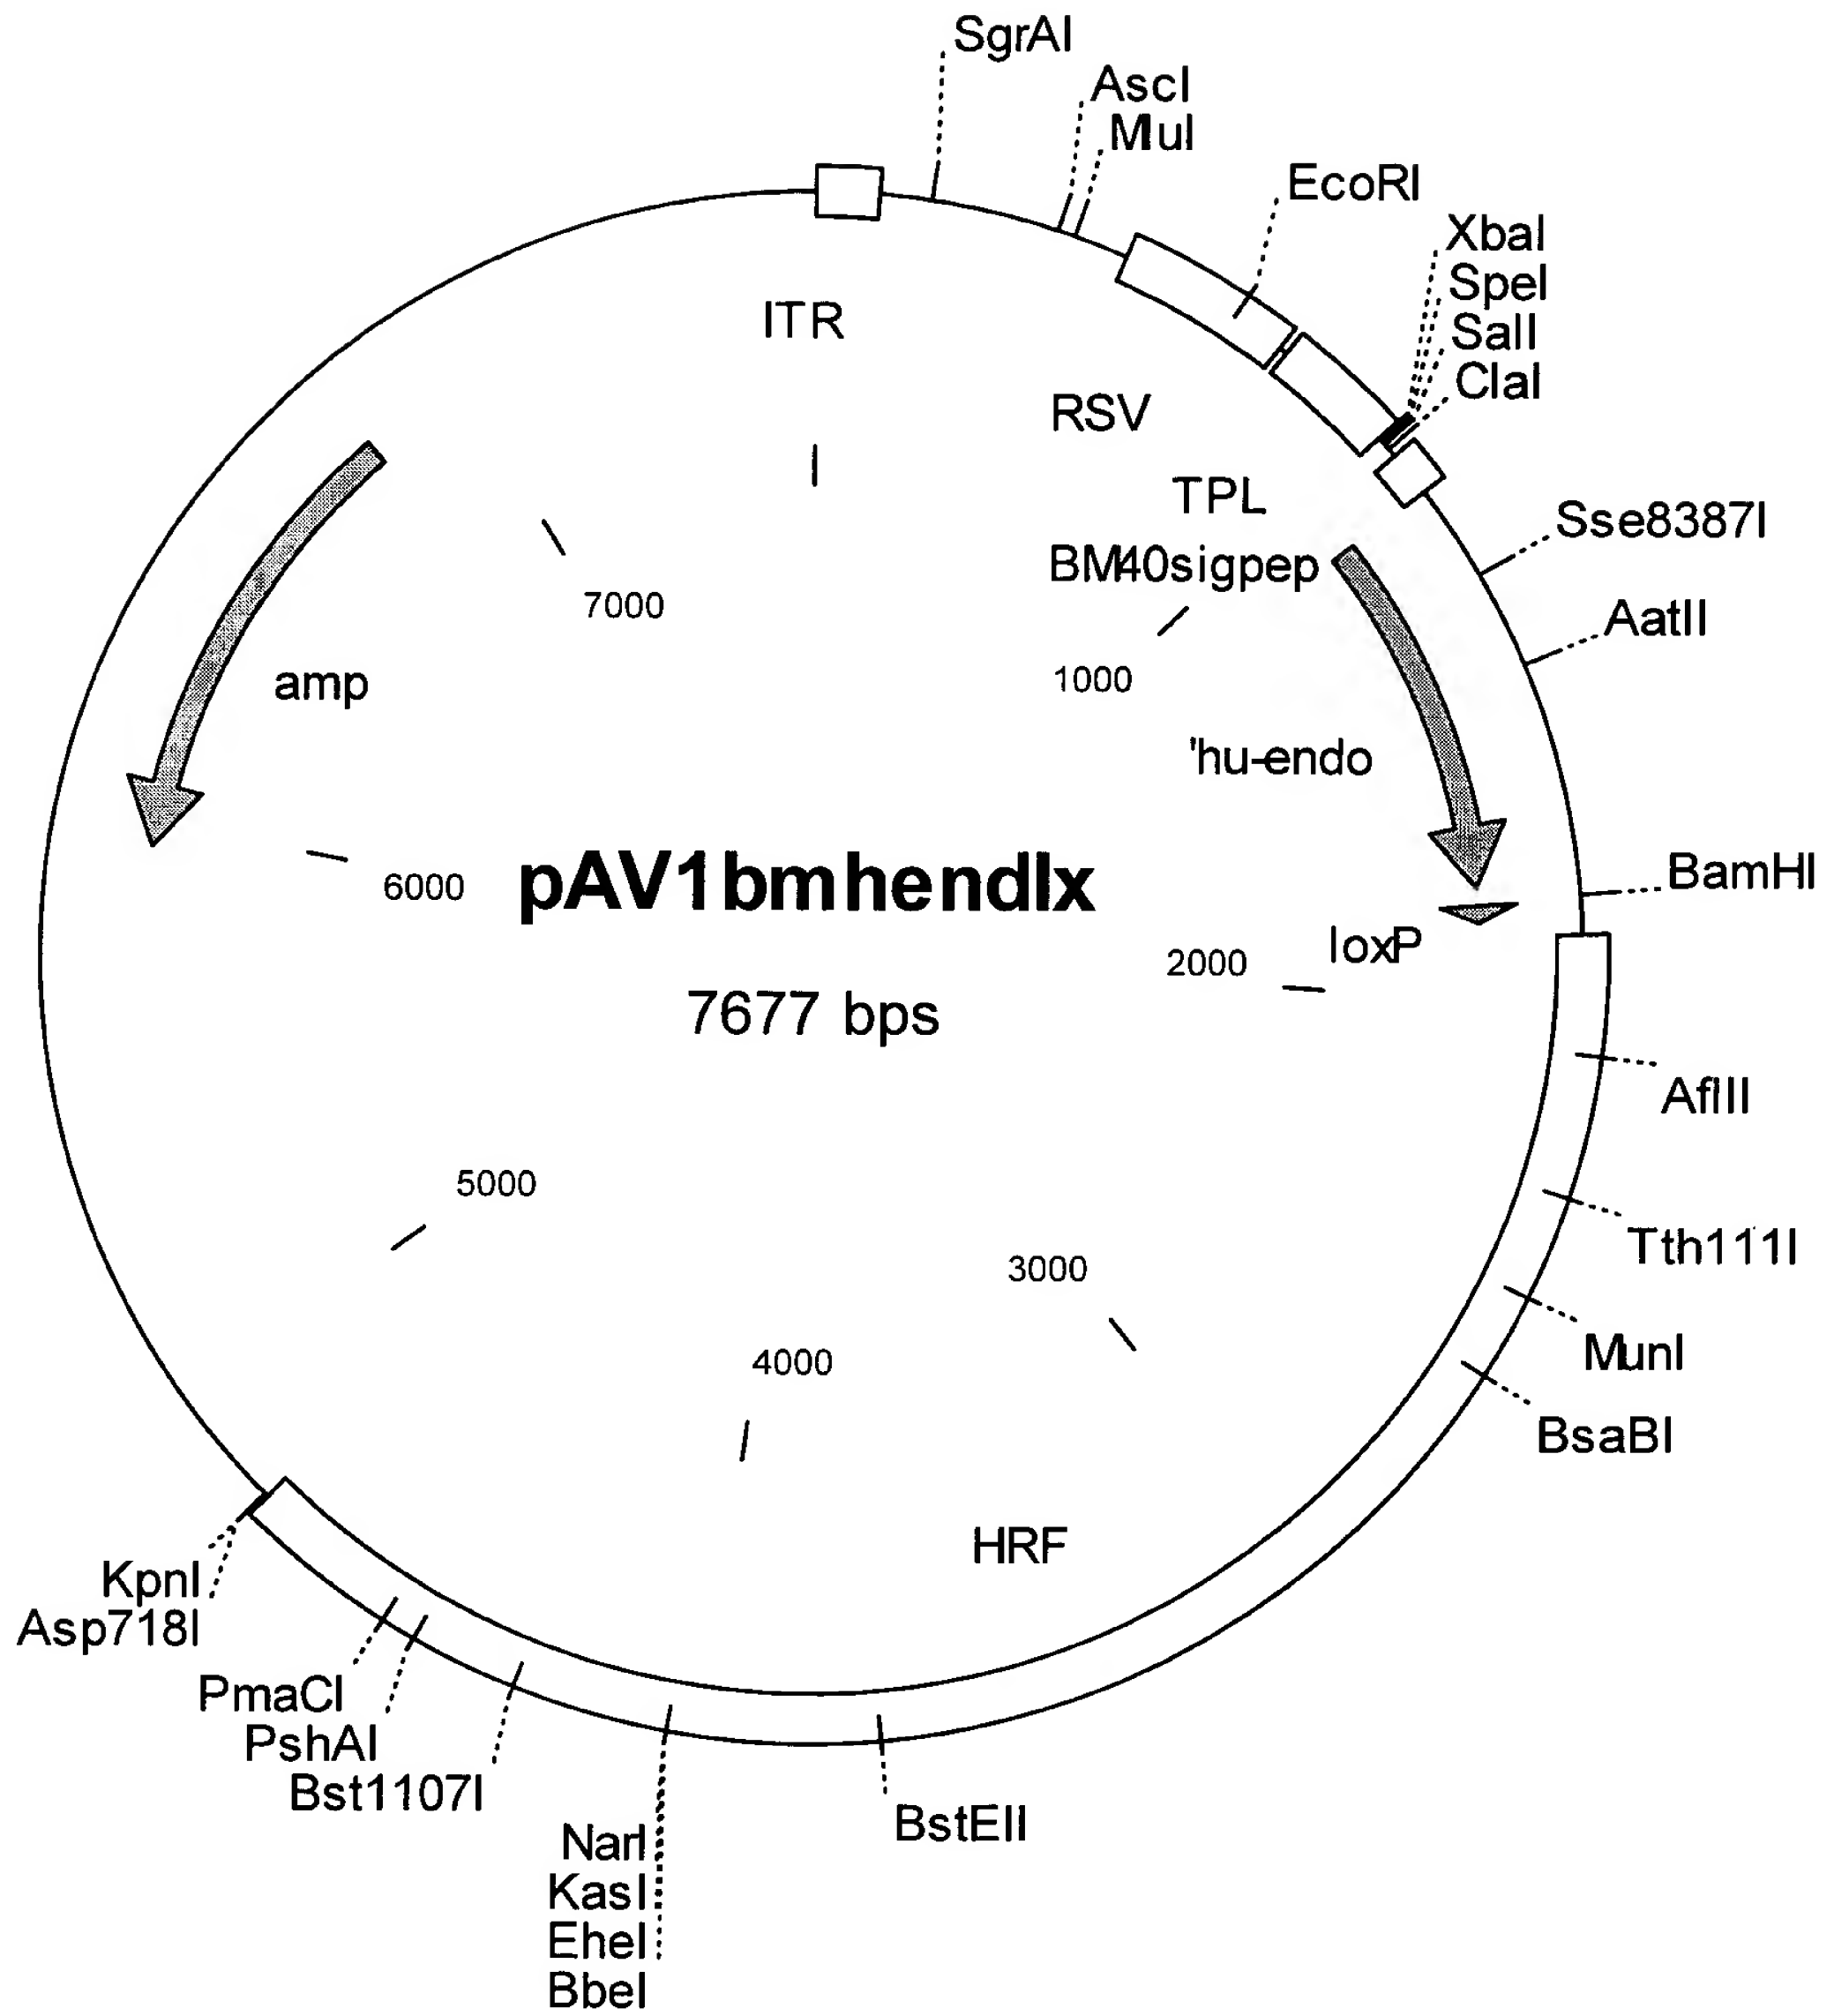 SgrAI
AscI
MluI
EcoRI
XbaI
SpeI
SalI
ClaI
ITR
RSV
TPL
Sse8387I
BM40sigpep
7000
AatII
1000
amp
'hu-endo
6000
pAV1bmhendlx
BamHI
loxP
2000
7677 bps
AflII
5000
Tth111I
3000
MunI
4000
BsaBI
HRF
KpnI
Asp718I
PmaCI
PshAI
Bst1107I
BstEII
NarI
KasI
EheI
BbeI